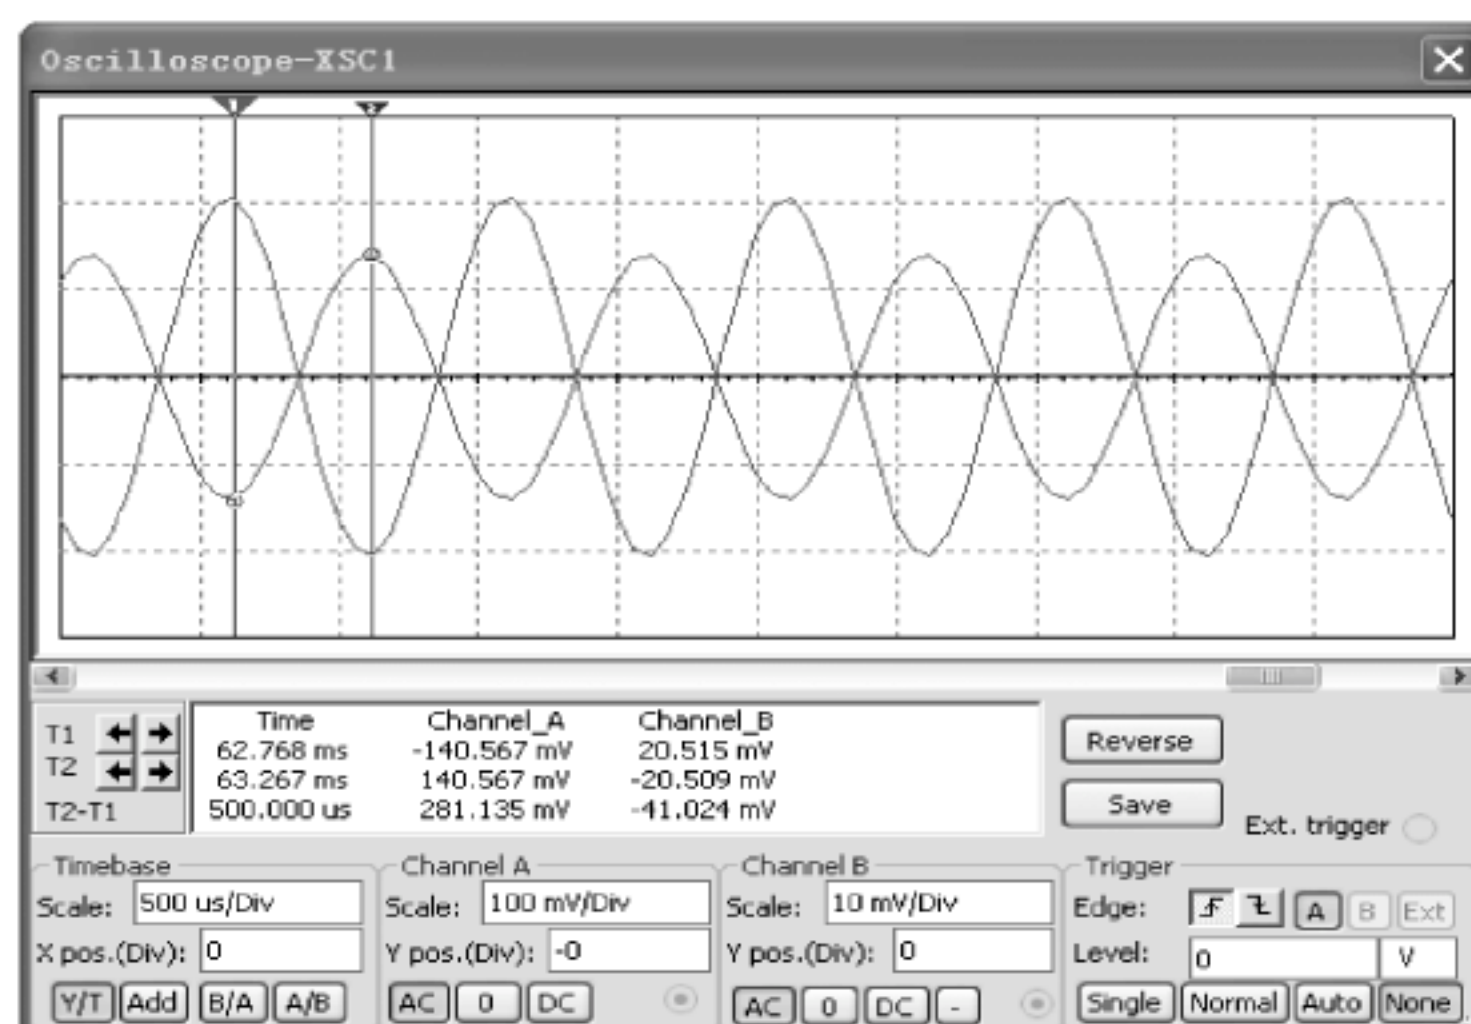 Oscilloscope-XSC1
1 2
Time Channel_A Channel_B
T1 62.768 ms -140.567 mV 20.515 mV
T2 63.267 ms 140.567 mV -20.509 mV
T2-T1 500.000 us 281.135 mV -41.024 mV
Reverse
Save
Ext. trigger
Timebase
Scale: 500 us/Div
X pos.(Div): 0
Y/T Add B/A A/B
Channel A
Scale: 100 mV/Div
Y pos.(Div): -0
AC 0 DC
Channel B
Scale: 10 mV/Div
Y pos.(Div): 0
AC 0 DC -
Trigger
Edge: A B Ext
Level: 0 V
Single Normal Auto None